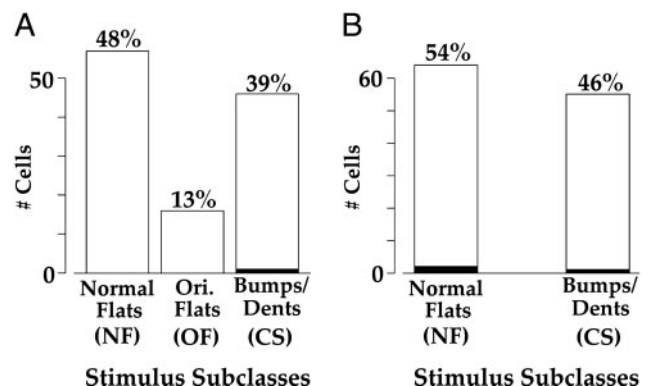 A
48%
50
39%
13%
0
# Cells
Normal Flats (NF)
Ori. Flats (OF)
Bumps/ Dents (CS)
Stimulus Subclasses
B
54%
60
46%
0
# Cells
Normal Flats (NF)
Bumps/ Dents (CS)
Stimulus Subclasses